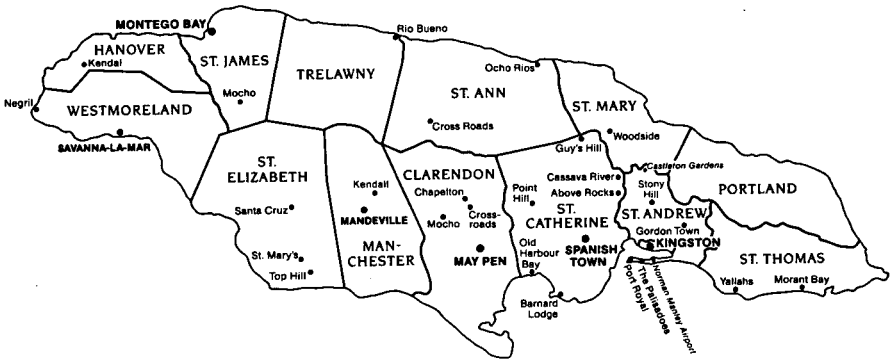 MONTEGO BAY
HANOVER
Kendal
ST. JAMES
Mocho
Rio Bueno
TRELAWNY
Ocho Rios
ST. ANN
Cross Roads
ST. MARY
Woodside
Guy's Hill
Negril
WESTMORELAND
SAVANNA-LA-MAR
ST.
ELIZABETH
Santa Cruz
St. Mary's
Top Hill
Kendall
MANDEVILLE
MAN-
CHESTER
CLARENDON
Chapelton
Mocho
Cross-
roads
MAY PEN
Point
Hill
Cassava River
Above Rocks
ST.
CATHERINE
SPANISH
TOWN
Old
Harbour
Bay
Barnard
Lodge
Castleton Gardens
Stony
Hill
ST. ANDREW
Gordon Town
KINGSTON
PORTLAND
ST. THOMAS
Yallahs
Morant Bay
Norman Manley Airport
The Palisadoes
Port Royal